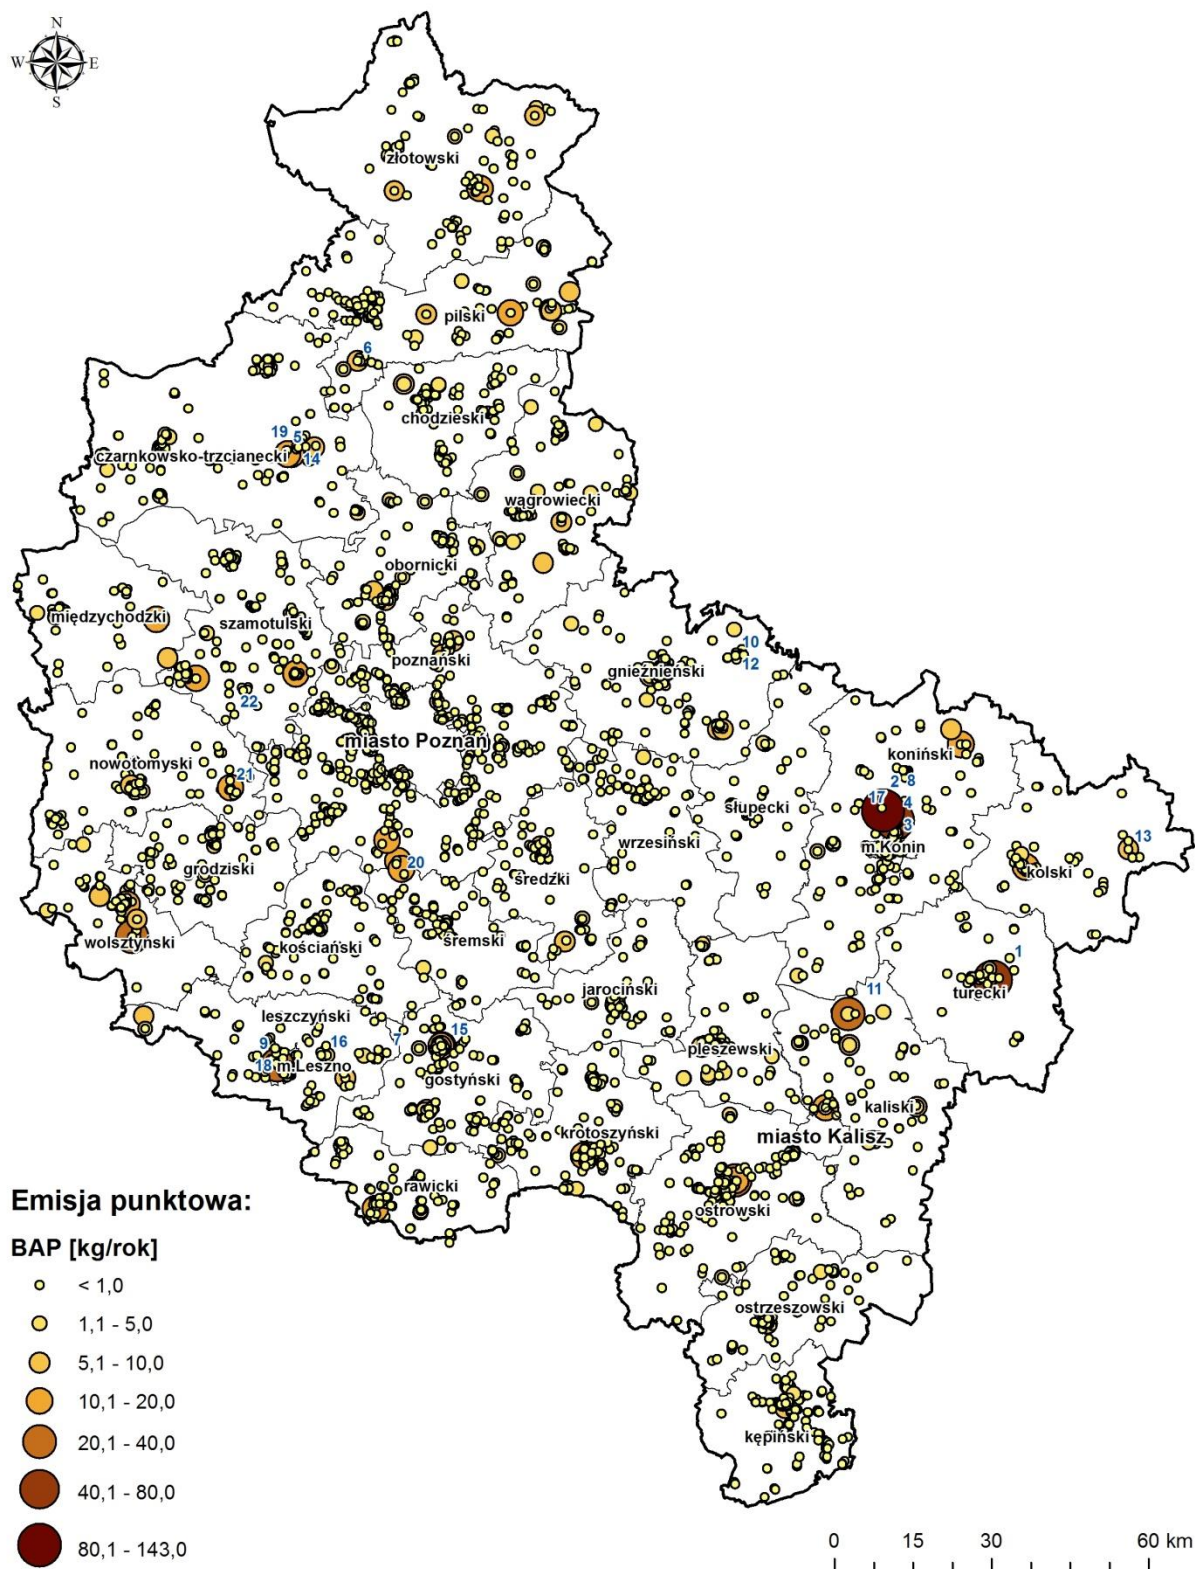 N
W E
S
złotowski
pilski
6
chodzieski
19 5
czarnkowsko-trzcianecki 14
wągrowiecki
obornicki
międzychodzki
szamotulski
10
poznański
12
gnieźnieński
22
miasto Poznań
koniński
nowotomyski
21
2 8
17 4
słupecki
3
13
wrzesiński
m.Konin
20
grodziski
średzki
kolski
wolsztyński
kościański
śremski
1
jarociński
11
turecki
leszczyński
7 15
9 16
pleszewski
18 m.Leszno
gostyński
kaliski
krotoszyński
miasto Kalisz
rawicki
ostrowski
Emisja punktowa:
BAP [kg/rok]
< 1,0
1,1 - 5,0
ostrzeszowski
5,1 - 10,0
10,1 - 20,0
20,1 - 40,0
kępiński
40,1 - 80,0
80,1 - 143,0
0 15 30 60 km